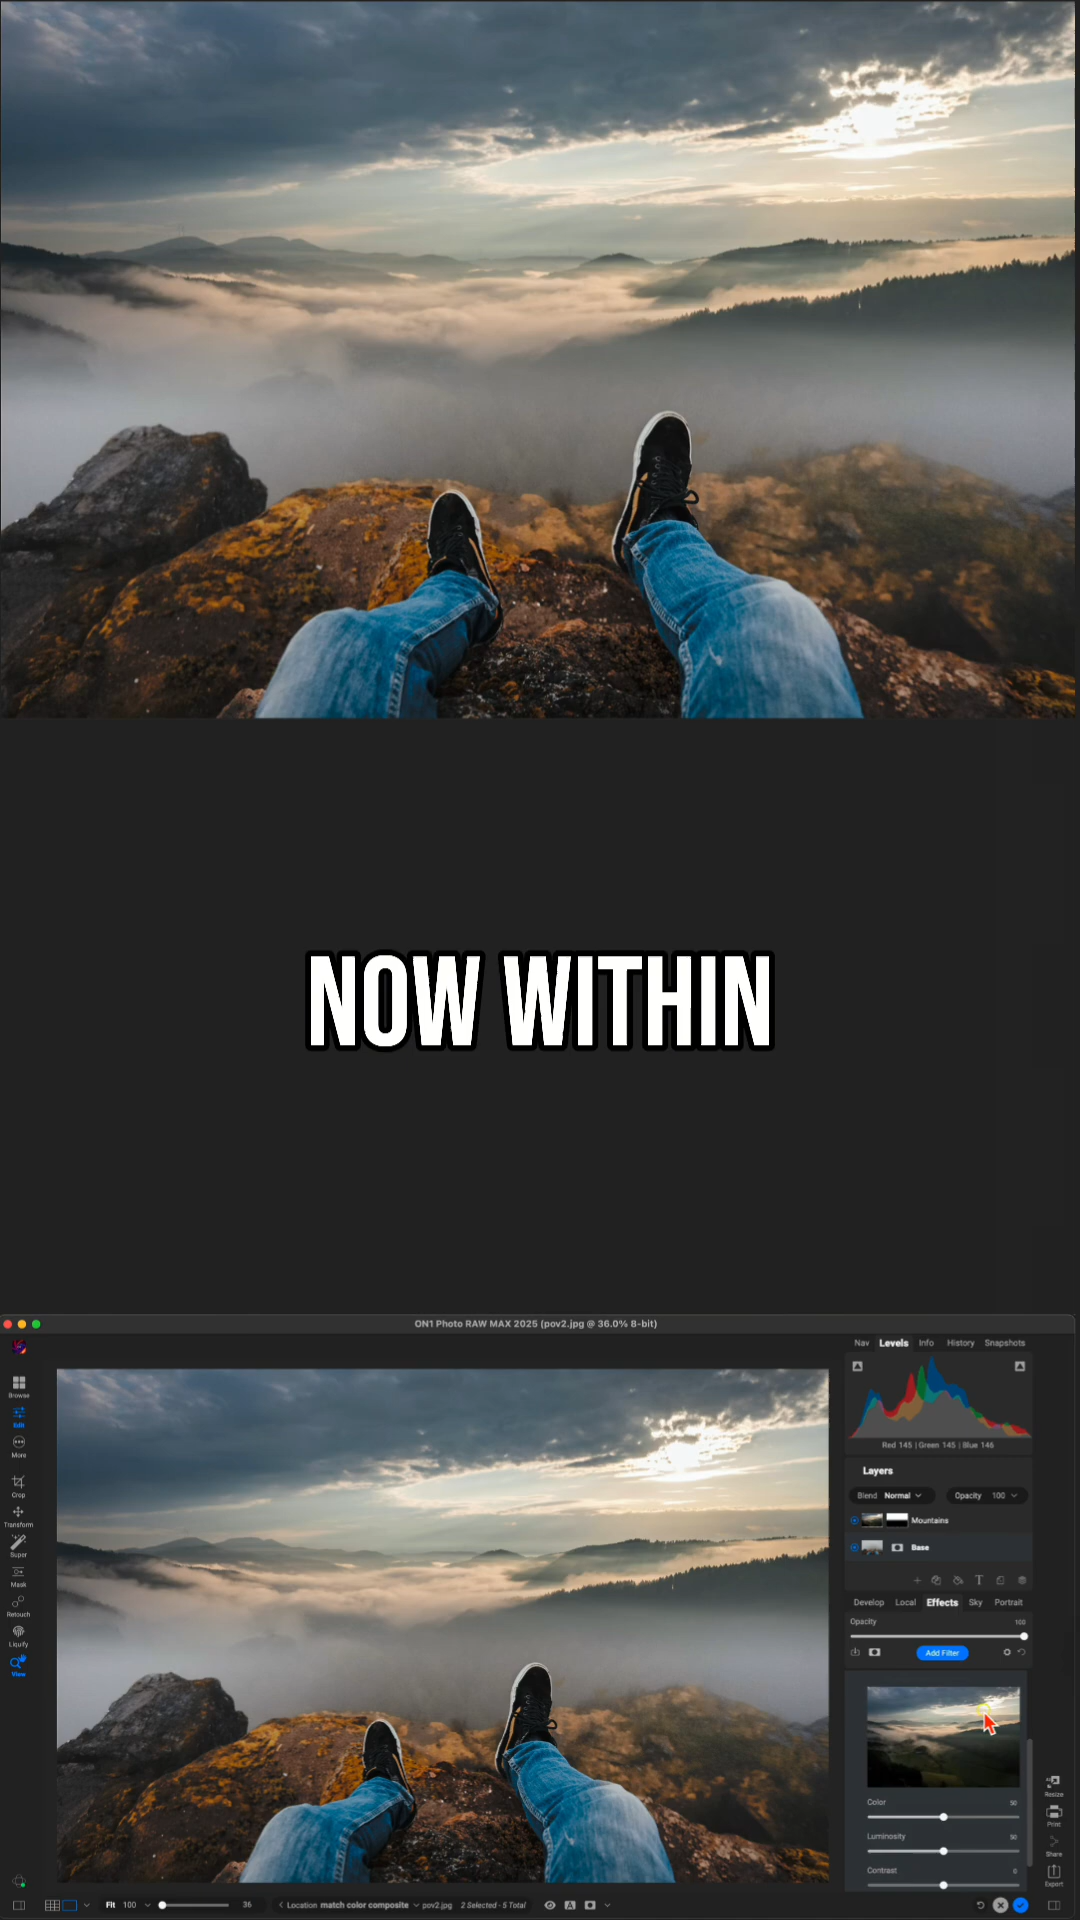 NOW WITHIN
ON1 Photo RAW MAX 2025 (pov2.jpg @ 36.0% 8-bit)
Nav Levels Info History Snapshots
Red 145 | Green 145 | Blue 146
Layers
Blend Normal Opacity 100
Mountains
Base
T
Develop Local Effects Sky Portrait
Opacity 100
Add Filter
Color 50
Luminosity 50
Contrast 0
Browse
Edit
More
Crop
Transform
Super
Mask
Retouch
Liquify
View
Resize
Print
Share
Export
Fit 100 36 Location match color composite pov2.jpg 2 Selected - 5 Total A